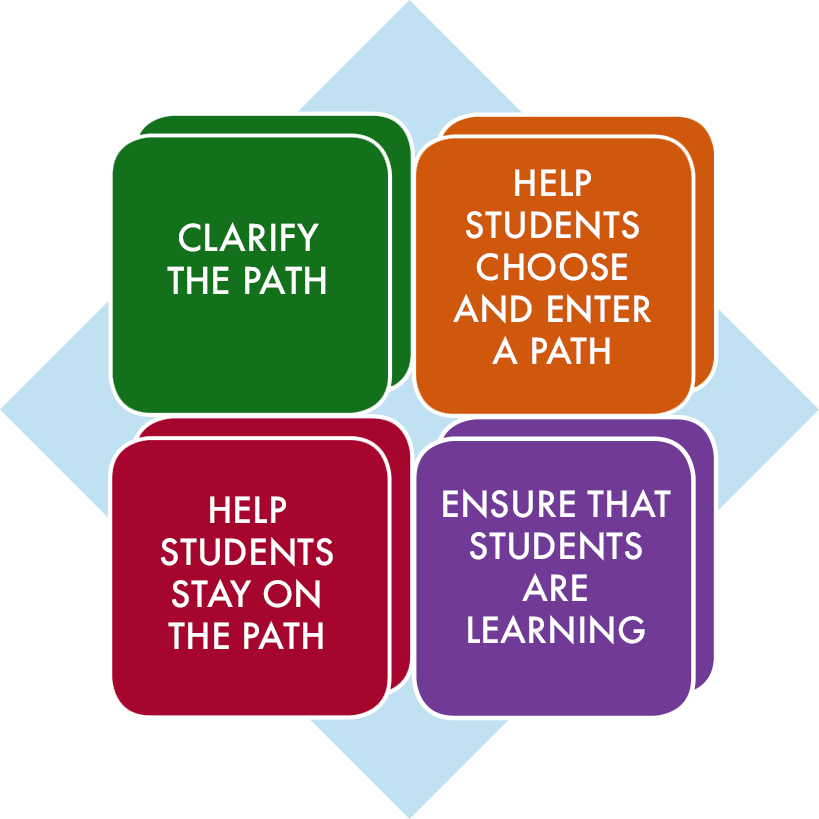 CLARIFY
THE PATH
HELP
STUDENTS
CHOOSE
AND ENTER
A PATH
HELP
STUDENTS
STAY ON
THE PATH
ENSURE THAT
STUDENTS
ARE
LEARNING